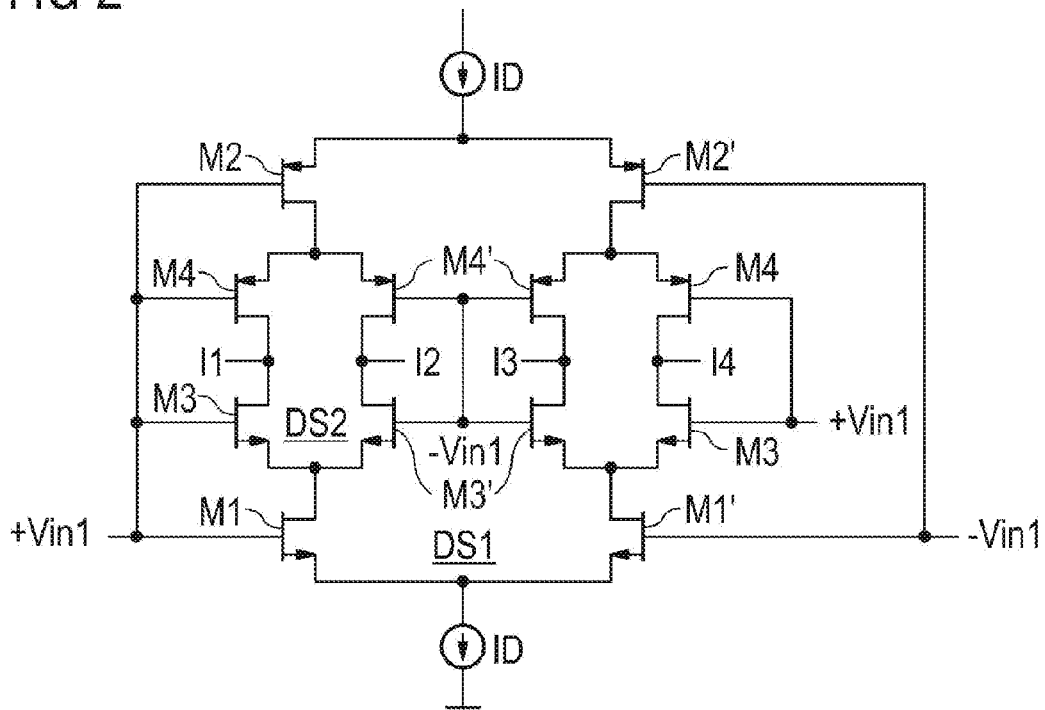 FIG 2
ID
M2
M2'
M4
M4'
M4
I1
I2
I3
I4
M3
DS2
-Vin1
+Vin1
M3'
M3
M1
M1'
+Vin1
DS1
-Vin1
ID